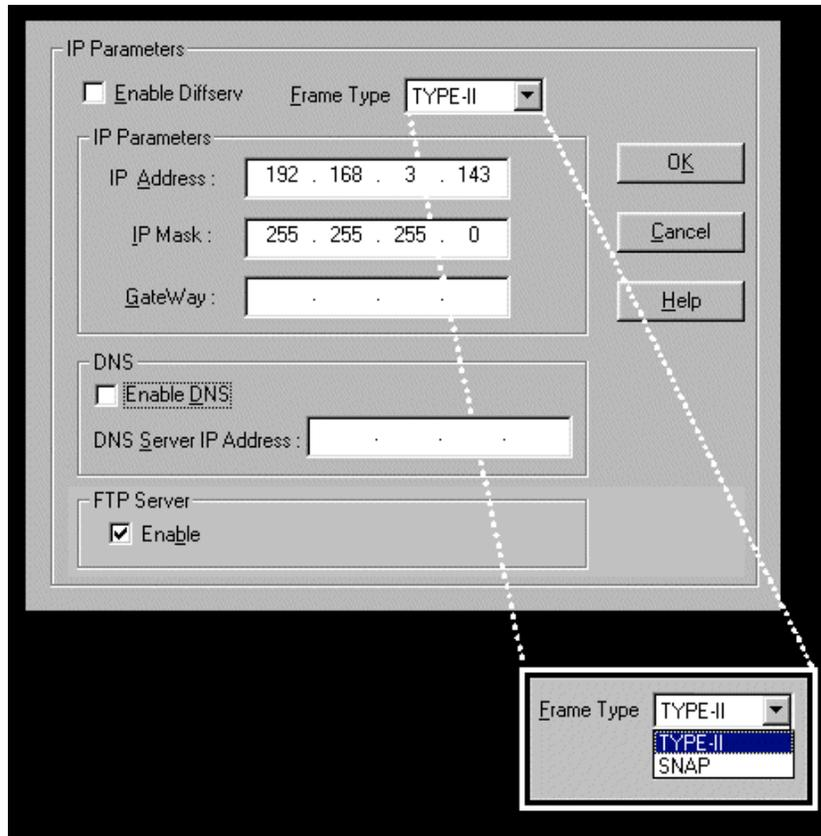 IP Parameters
Enable Diffserv Frame Type TYPE-II
IP Parameters
IP Address : 192 . 168 . 3 . 143
OK
IP Mask : 255 . 255 . 255 . 0
Cancel
GateWay : . . .
Help
DNS
Enable DNS
DNS Server IP Address : . . .
FTP Server
Enable
Frame Type TYPE-II
TYPE-II
SNAP